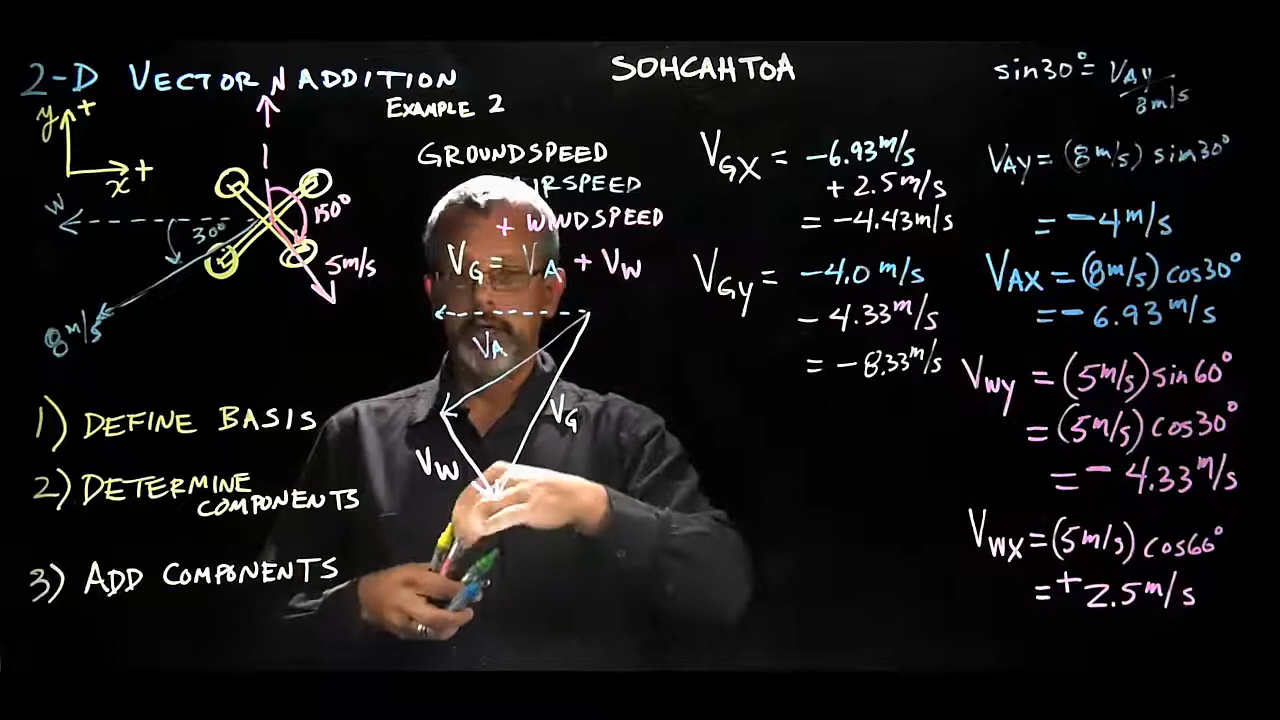 2-D VECTOR ADDITION
N
EXAMPLE 2
y +
x +
W
30°
150°
5m/s
8m/s
1) DEFINE BASIS
2) DETERMINE
COMPONENTS
3) ADD COMPONENTS
SOHCAHTOA
GROUNDSPEED
IRSPEED
+ WINDSPEED
VG = VA + VW
VA
VG
VW
VGX = -6.93m/s
+ 2.5m/s
= -4.43m/s
VGy = -4.0 m/s
- 4.33m/s
= -8.33m/s
sin30° = VAy
8m/s
VAY = (8m/s) sin30°
= -4m/s
VAX = (8m/s) cos30°
= -6.93m/s
VWy = (5m/s) sin60°
= (5m/s) cos30°
= -4.33m/s
VWX = (5m/s) cos60°
= +2.5m/s